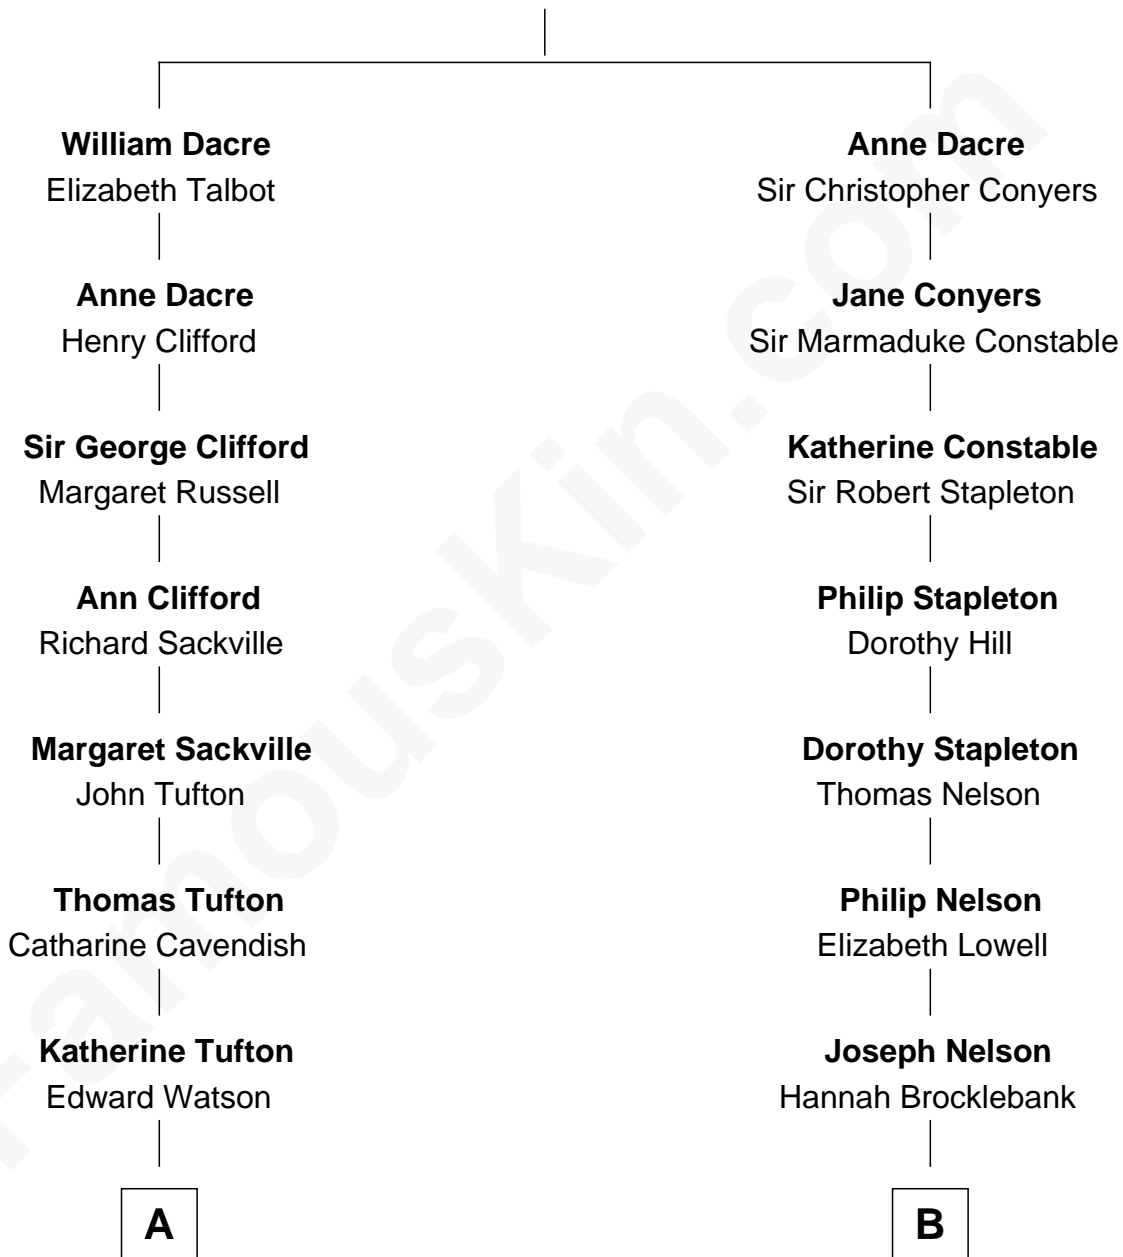 William Dacre
Elizabeth Talbot
Anne Dacre
Henry Clifford
Sir George Clifford
Margaret Russell
Ann Clifford
Richard Sackville
Margaret Sackville
John Tufton
Thomas Tufton
Catharine Cavendish
Katherine Tufton
Edward Watson
A
Anne Dacre
Sir Christopher Conyers
Jane Conyers
Sir Marmaduke Constable
Katherine Constable
Sir Robert Stapleton
Philip Stapleton
Dorothy Hill
Dorothy Stapleton
Thomas Nelson
Philip Nelson
Elizabeth Lowell
Joseph Nelson
Hannah Brocklebank
B
FamousKin.com